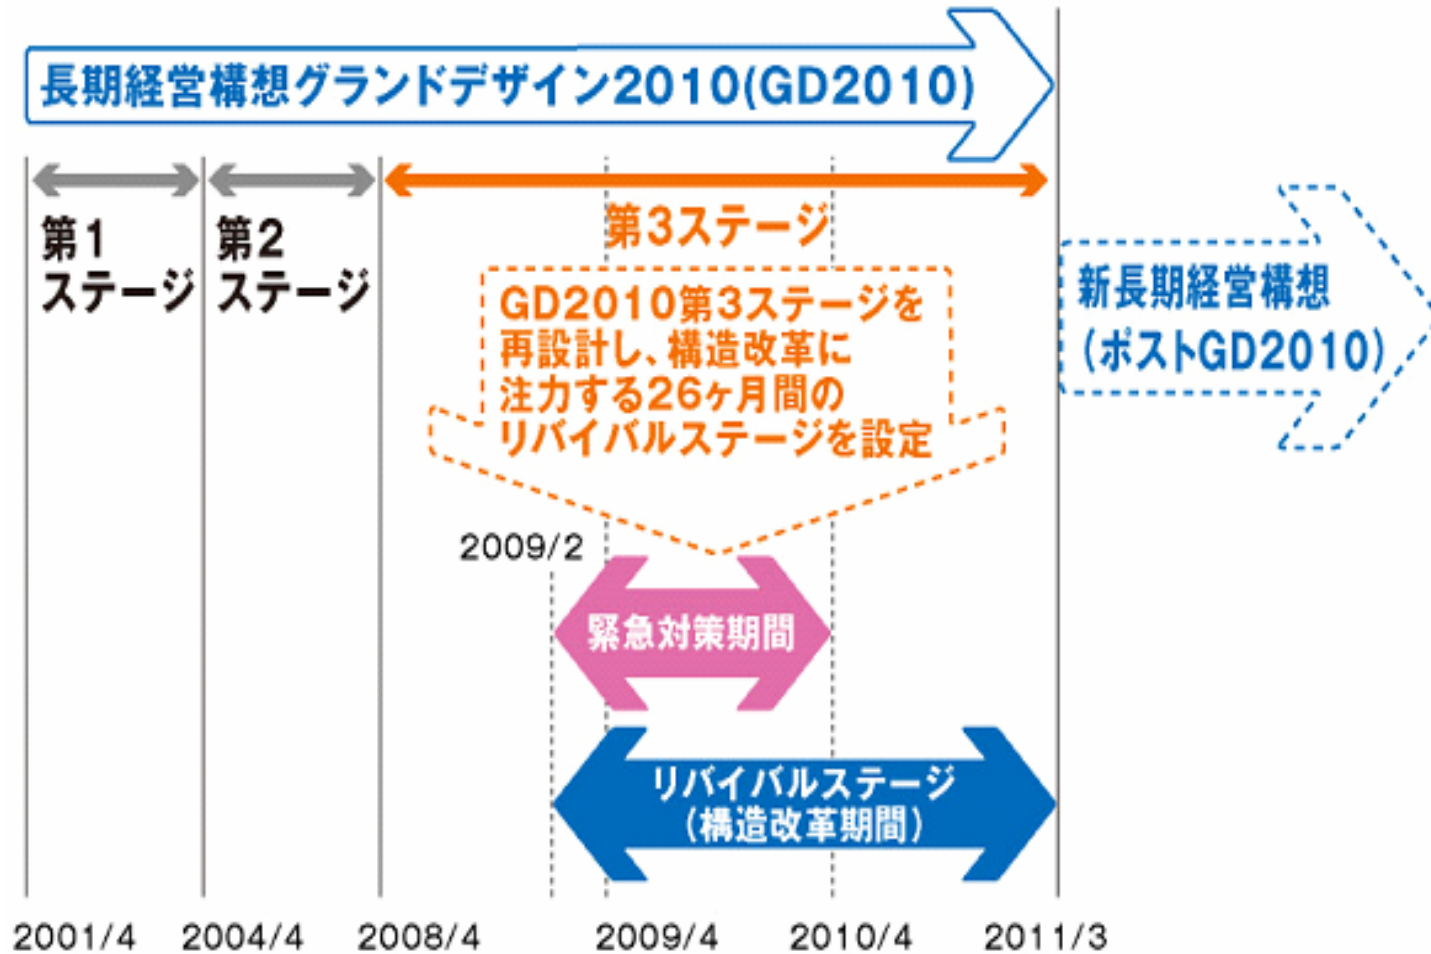 長期経営構想グランドデザイン2010(GD2010)
第1
ステージ
第2
ステージ
第3ステージ
GD2010第3ステージを
再設計し、構造改革に
注力する26ヶ月間の
リバイバルステージを設定
新長期経営構想
(ポストGD2010)
2009/2
緊急対策期間
リバイバルステージ
(構造改革期間)
2001/4
2004/4
2008/4
2009/4
2010/4
2011/3